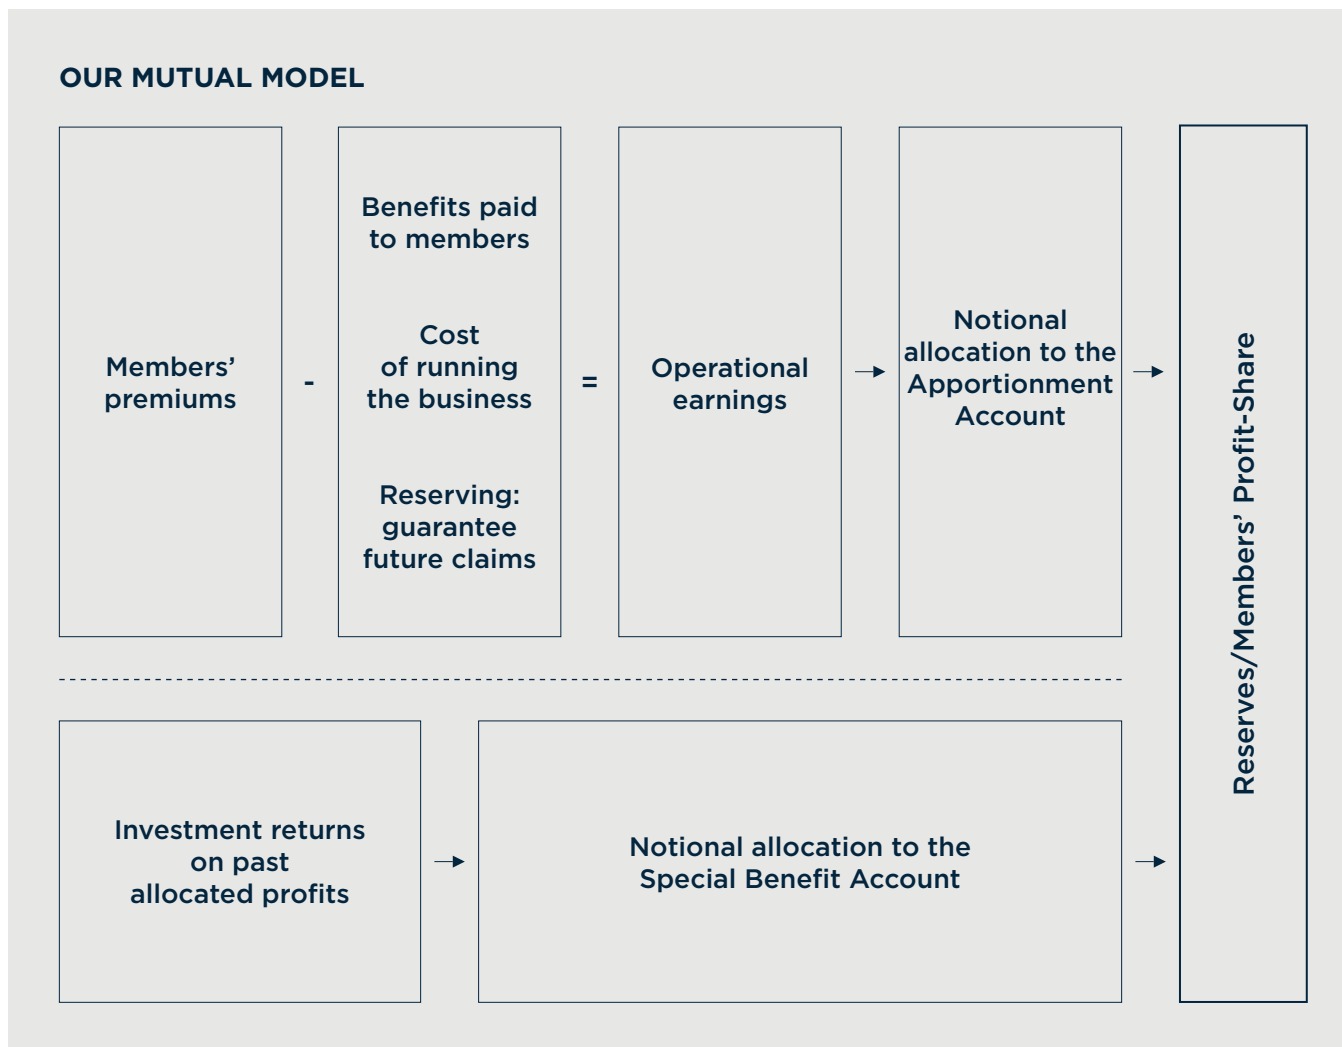 OUR MUTUAL MODEL
Members’
premiums
-
Benefits paid
to members
Cost
of running
the business
Reserving:
guarantee
future claims
=
Operational
earnings
Notional
allocation to the
Apportionment
Account
Reserves/Members’ Profit-Share
Investment returns
on past
allocated profits
Notional allocation to the
Special Benefit Account